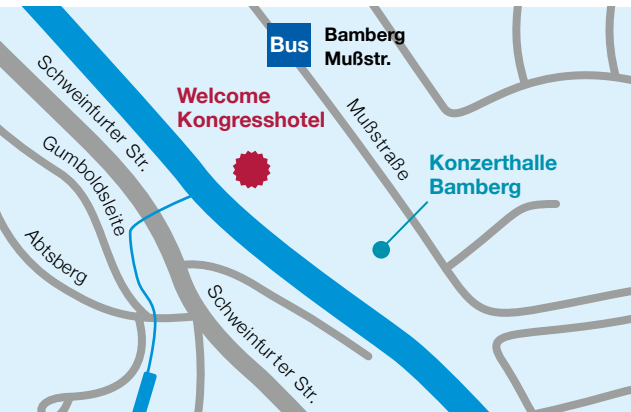 Bus
Bamberg
Mußstr.
Schweinfurter Str.
Welcome
Kongresshotel
Mußstraße
Gumboldsleite
Konzerthalle
Bamberg
Abtsberg
Schweinfurter Str.